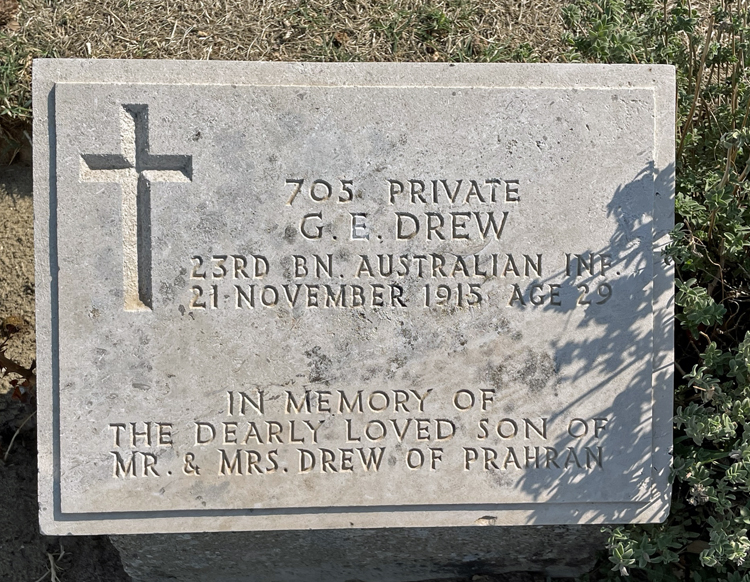 705 PRIVATE
G. E. DREW
23RD BN. AUSTRALIAN INF.
21 NOVEMBER 1915 AGE 29
IN MEMORY OF
THE DEARLY LOVED SON OF
MR. & MRS. DREW OF PRAHRAN